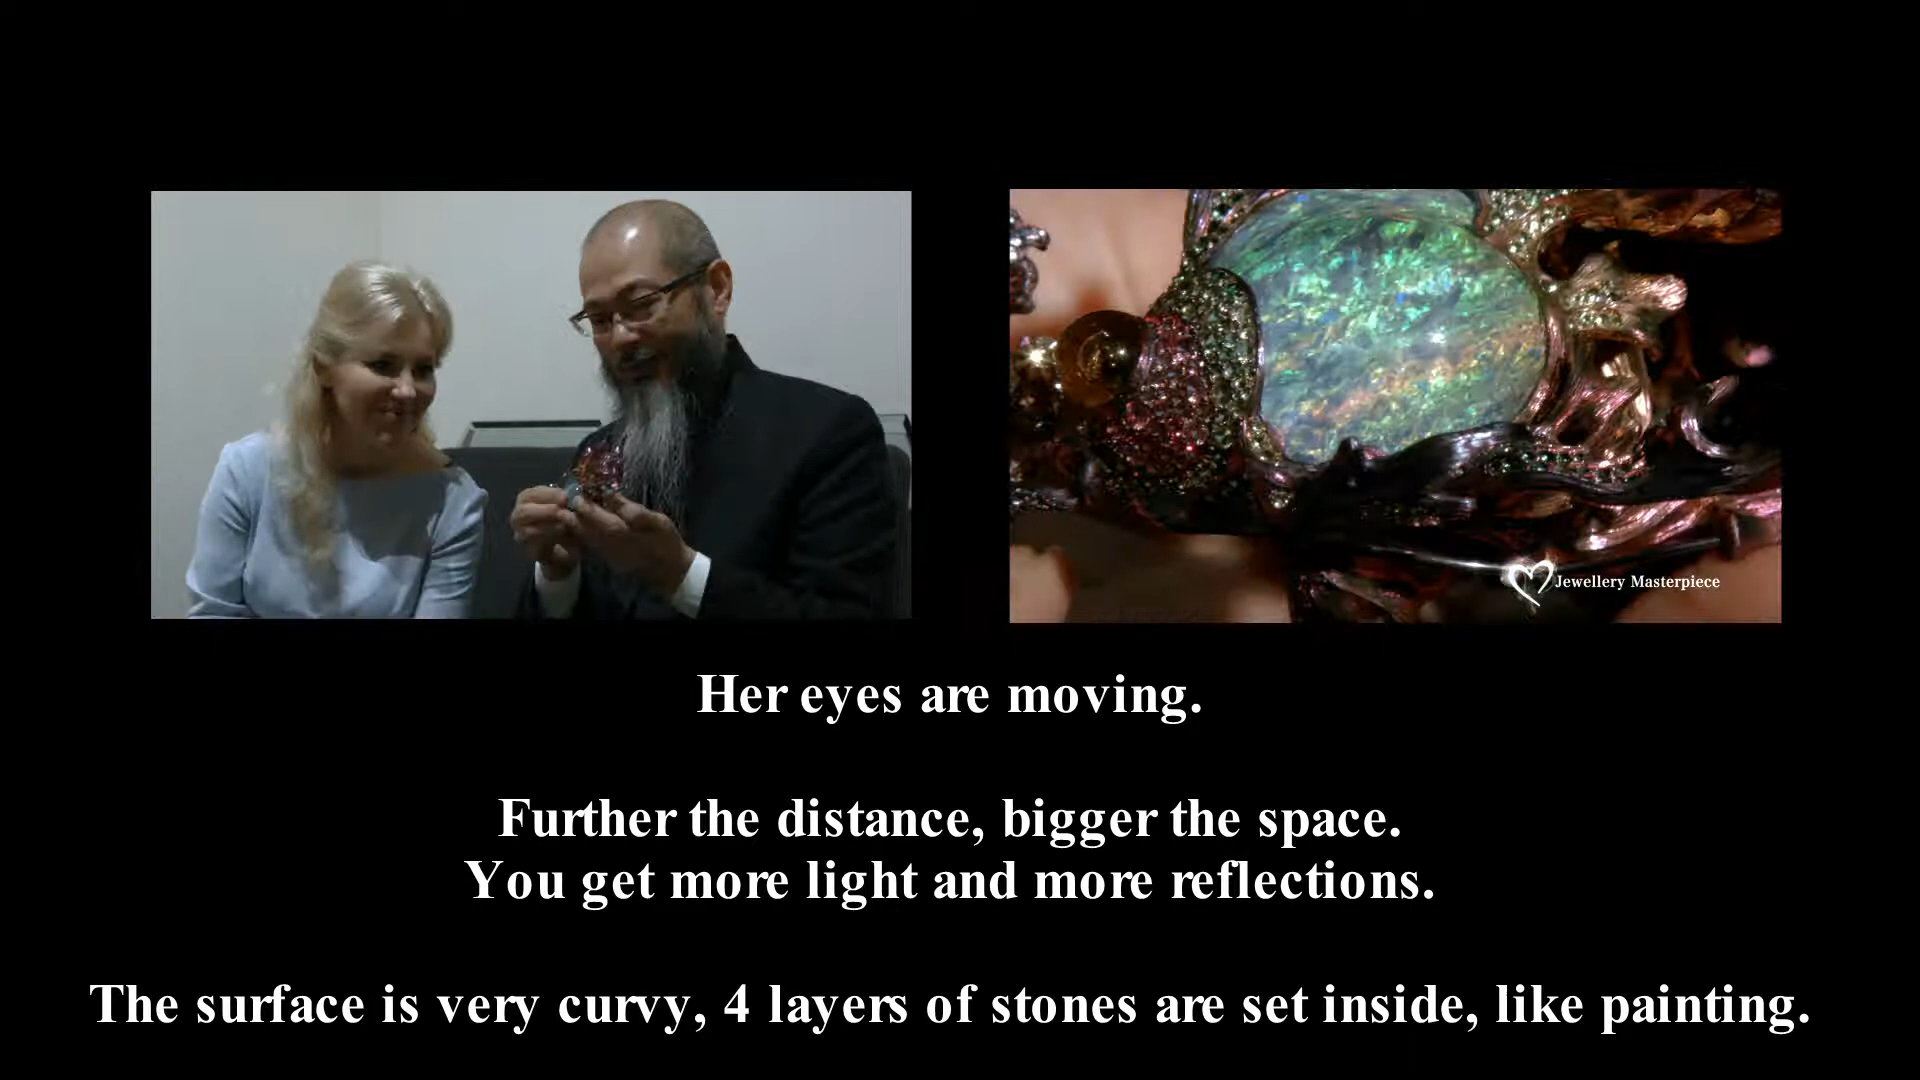 Jewellery Masterpiece
Her eyes are moving.
Further the distance, bigger the space.
You get more light and more reflections.
The surface is very curvy, 4 layers of stones are set inside, like painting.